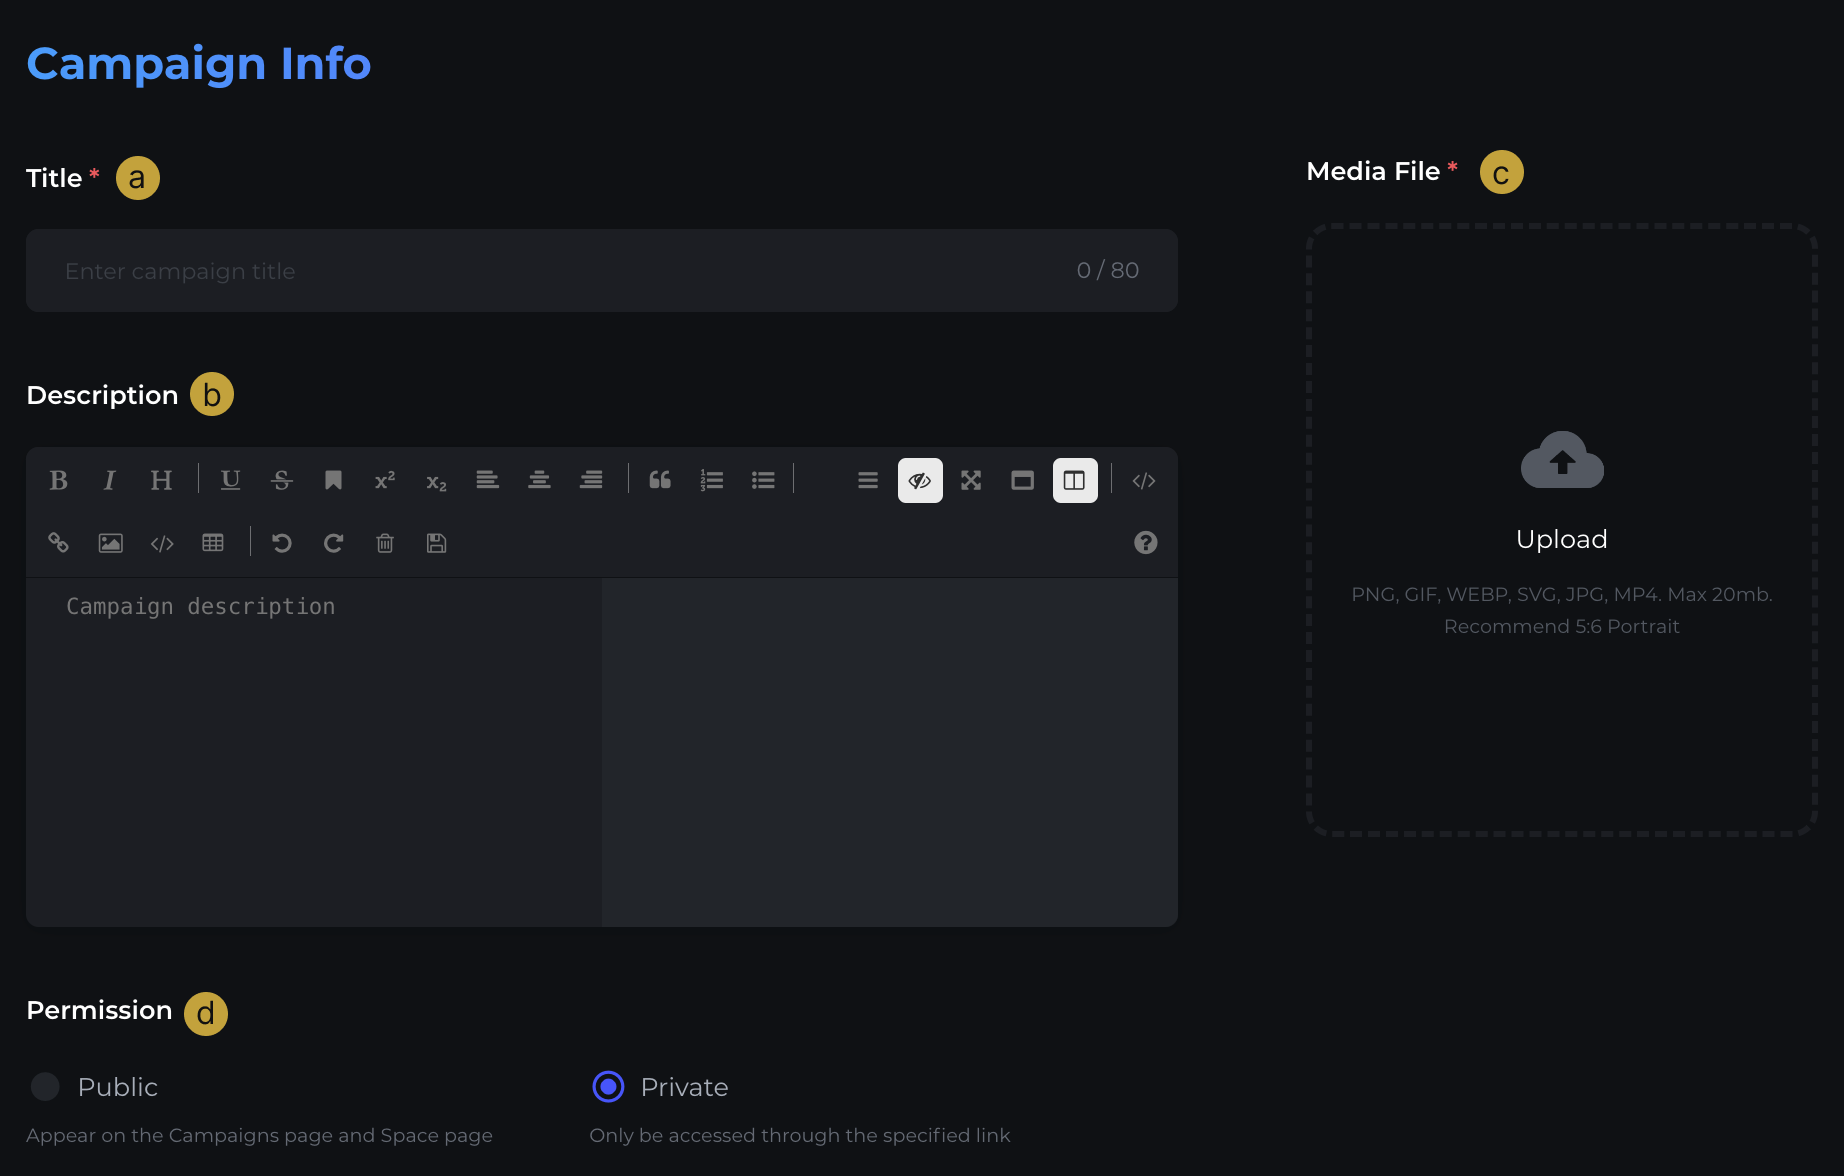 Campaign Info
Title * a
Enter campaign title 0 / 80
Description b
B I H U S x² x₂
Campaign description
Permission d
Public
Appear on the Campaigns page and Space page
Private
Only be accessed through the specified link
Media File * c
Upload
PNG, GIF, WEBP, SVG, JPG, MP4. Max 20mb.
Recommend 5:6 Portrait